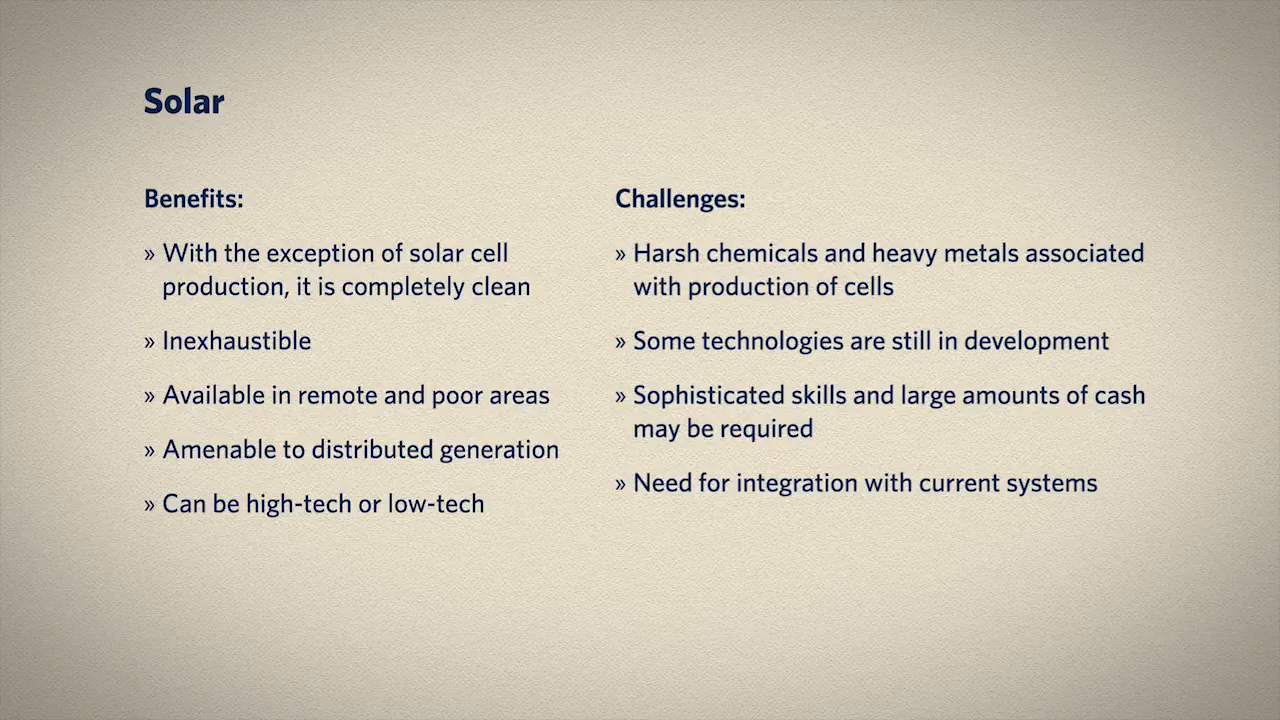 Solar
Benefits:
» With the exception of solar cell
production, it is completely clean
» Inexhaustible
» Available in remote and poor areas
» Amenable to distributed generation
» Can be high-tech or low-tech
Challenges:
» Harsh chemicals and heavy metals associated
with production of cells
» Some technologies are still in development
» Sophisticated skills and large amounts of cash
may be required
» Need for integration with current systems